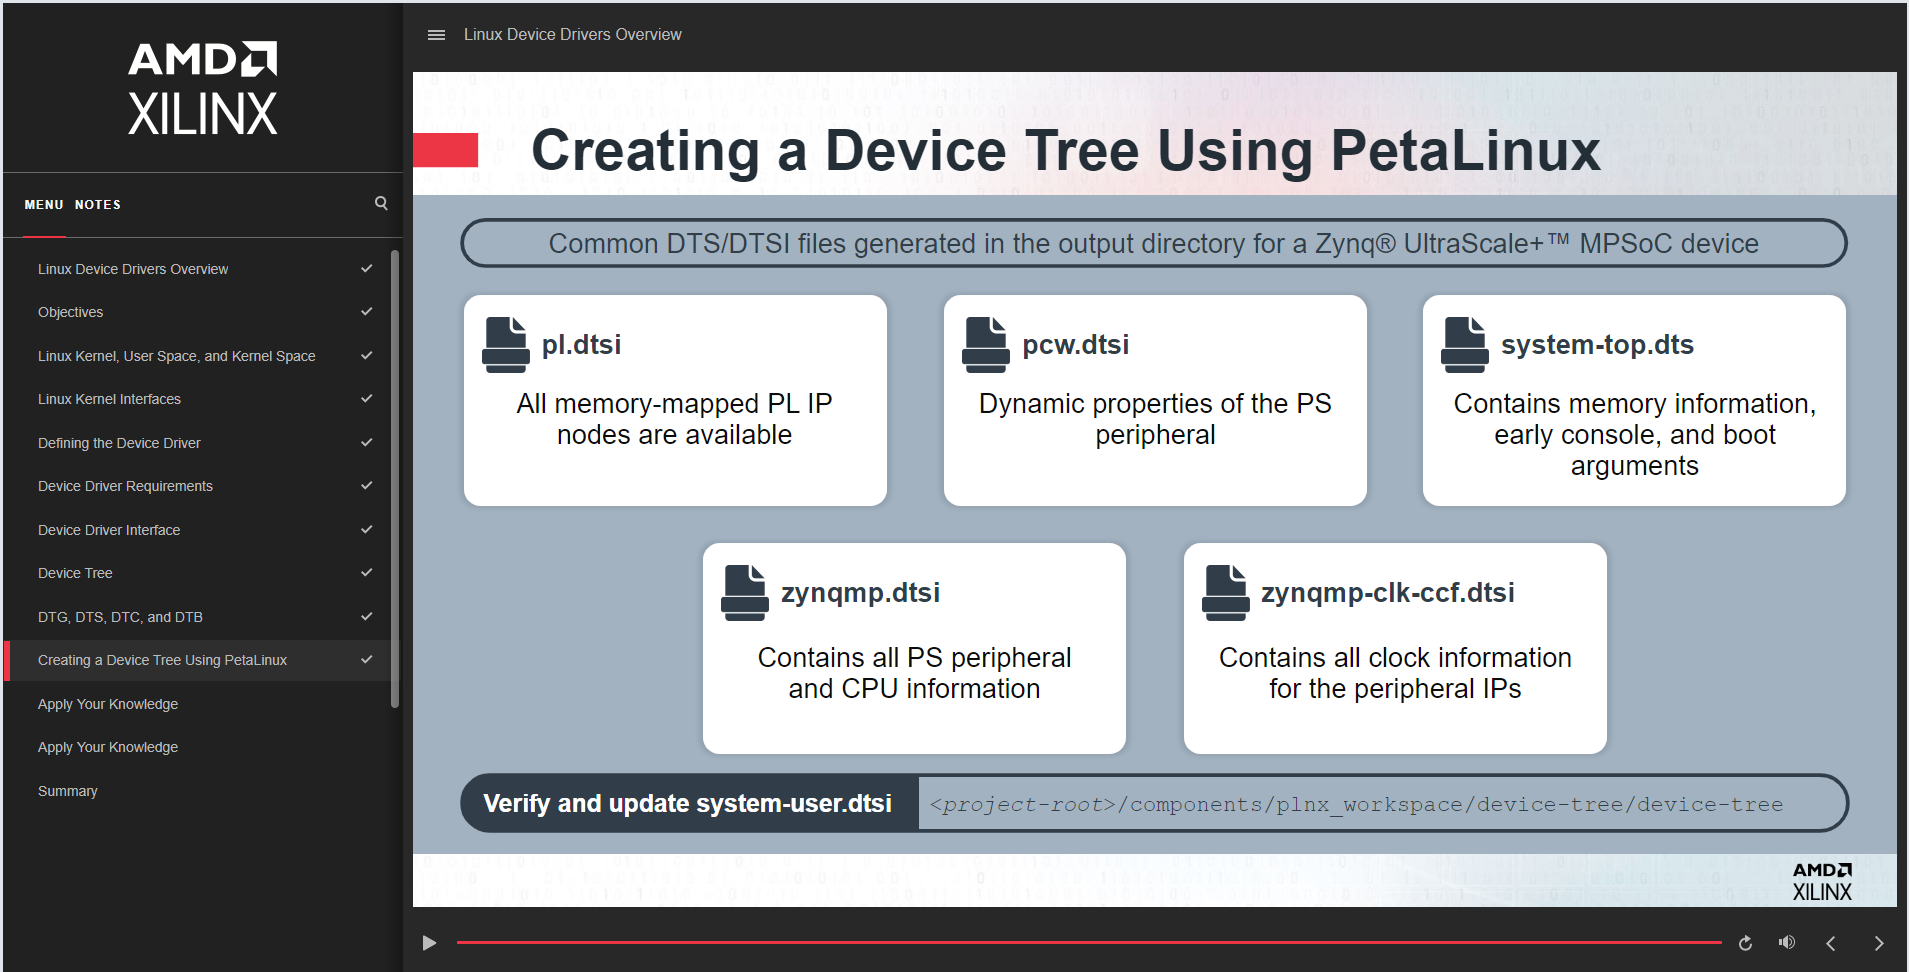 AMD
XILINX
MENU NOTES
Linux Device Drivers Overview
Objectives
Linux Kernel, User Space, and Kernel Space
Linux Kernel Interfaces
Defining the Device Driver
Device Driver Requirements
Device Driver Interface
Device Tree
DTG, DTS, DTC, and DTB
Creating a Device Tree Using PetaLinux
Apply Your Knowledge
Apply Your Knowledge
Summary
Linux Device Drivers Overview
Creating a Device Tree Using PetaLinux
Common DTS/DTSI files generated in the output directory for a Zynq® UltraScale+™ MPSoC device
pl.dtsi
All memory-mapped PL IP
nodes are available
pcw.dtsi
Dynamic properties of the PS
peripheral
system-top.dts
Contains memory information,
early console, and boot
arguments
zynqmp.dtsi
Contains all PS peripheral
and CPU information
zynqmp-clk-ccf.dtsi
Contains all clock information
for the peripheral IPs
Verify and update system-user.dtsi
<project-root>/components/plnx_workspace/device-tree/device-tree
AMD
XILINX